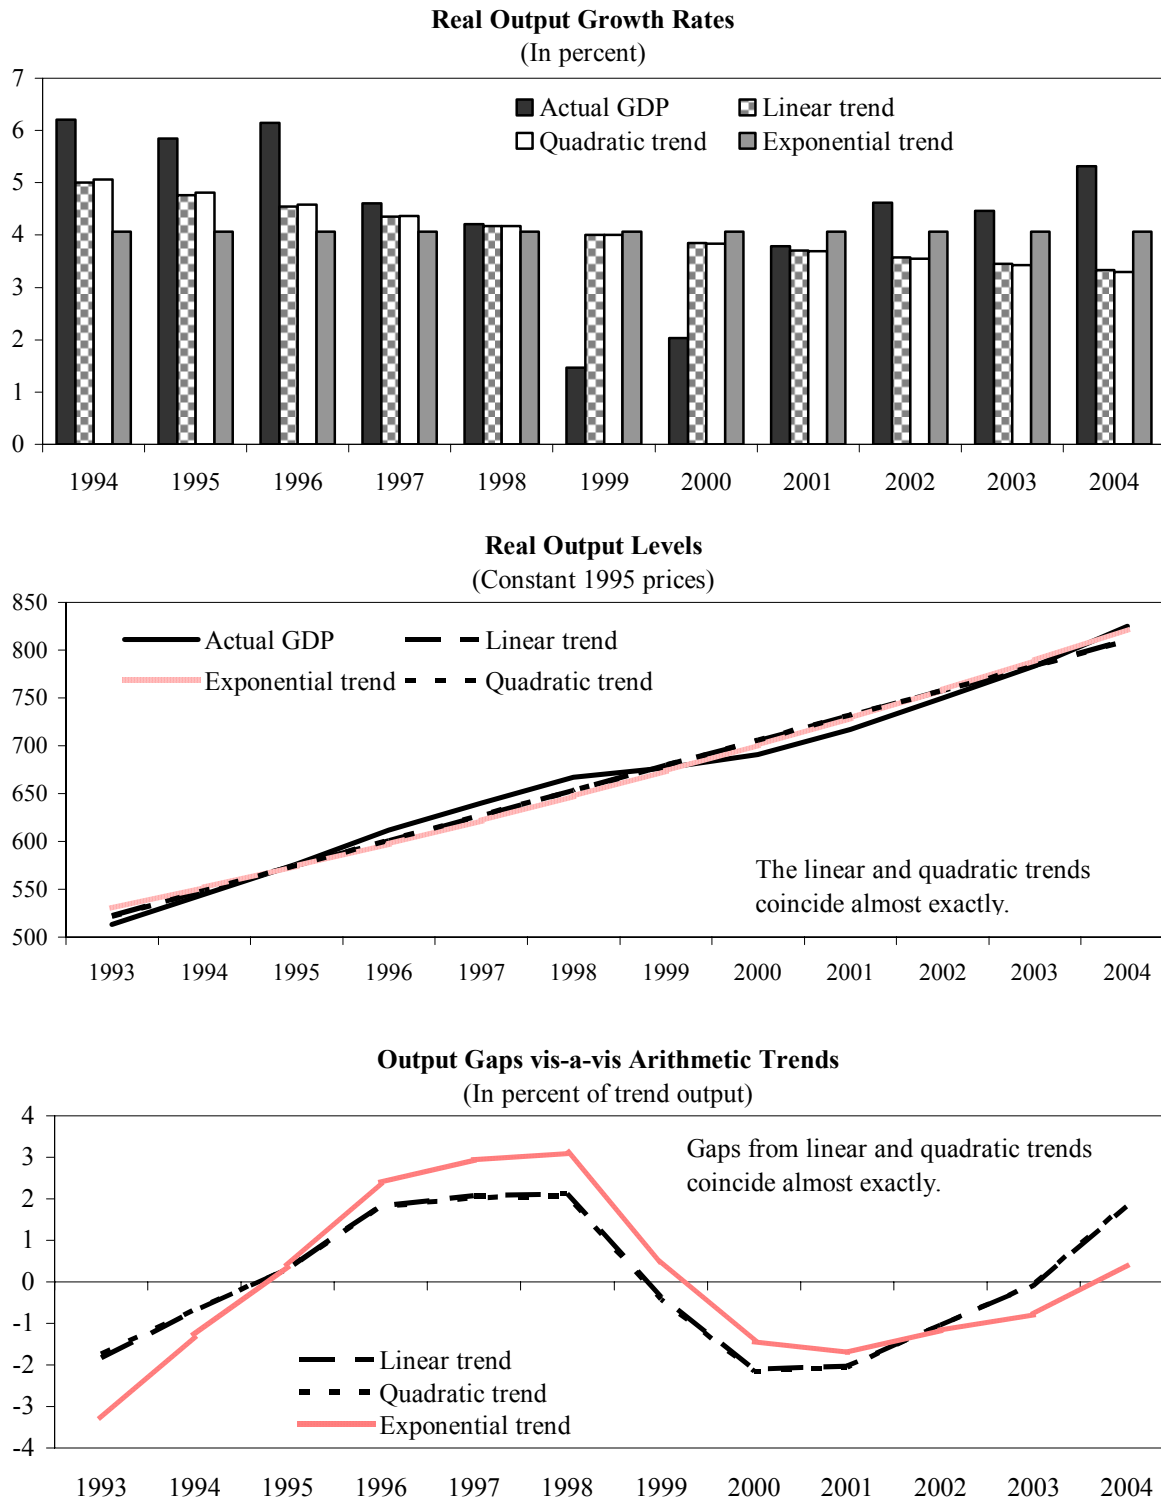 Real Output Growth Rates
(In percent)
7
6
5
4
3
2
1
0
Actual GDP
Linear trend
Quadratic trend
Exponential trend
1994 1995 1996 1997 1998 1999 2000 2001 2002 2003 2004
Real Output Levels
(Constant 1995 prices)
850
800
750
700
650
600
550
500
Actual GDP
Linear trend
Exponential trend
Quadratic trend
The linear and quadratic trends
coincide almost exactly.
1993 1994 1995 1996 1997 1998 1999 2000 2001 2002 2003 2004
Output Gaps vis-a-vis Arithmetic Trends
(In percent of trend output)
4
3
2
1
0
-1
-2
-3
-4
Gaps from linear and quadratic trends
coincide almost exactly.
Linear trend
Quadratic trend
Exponential trend
1993 1994 1995 1996 1997 1998 1999 2000 2001 2002 2003 2004